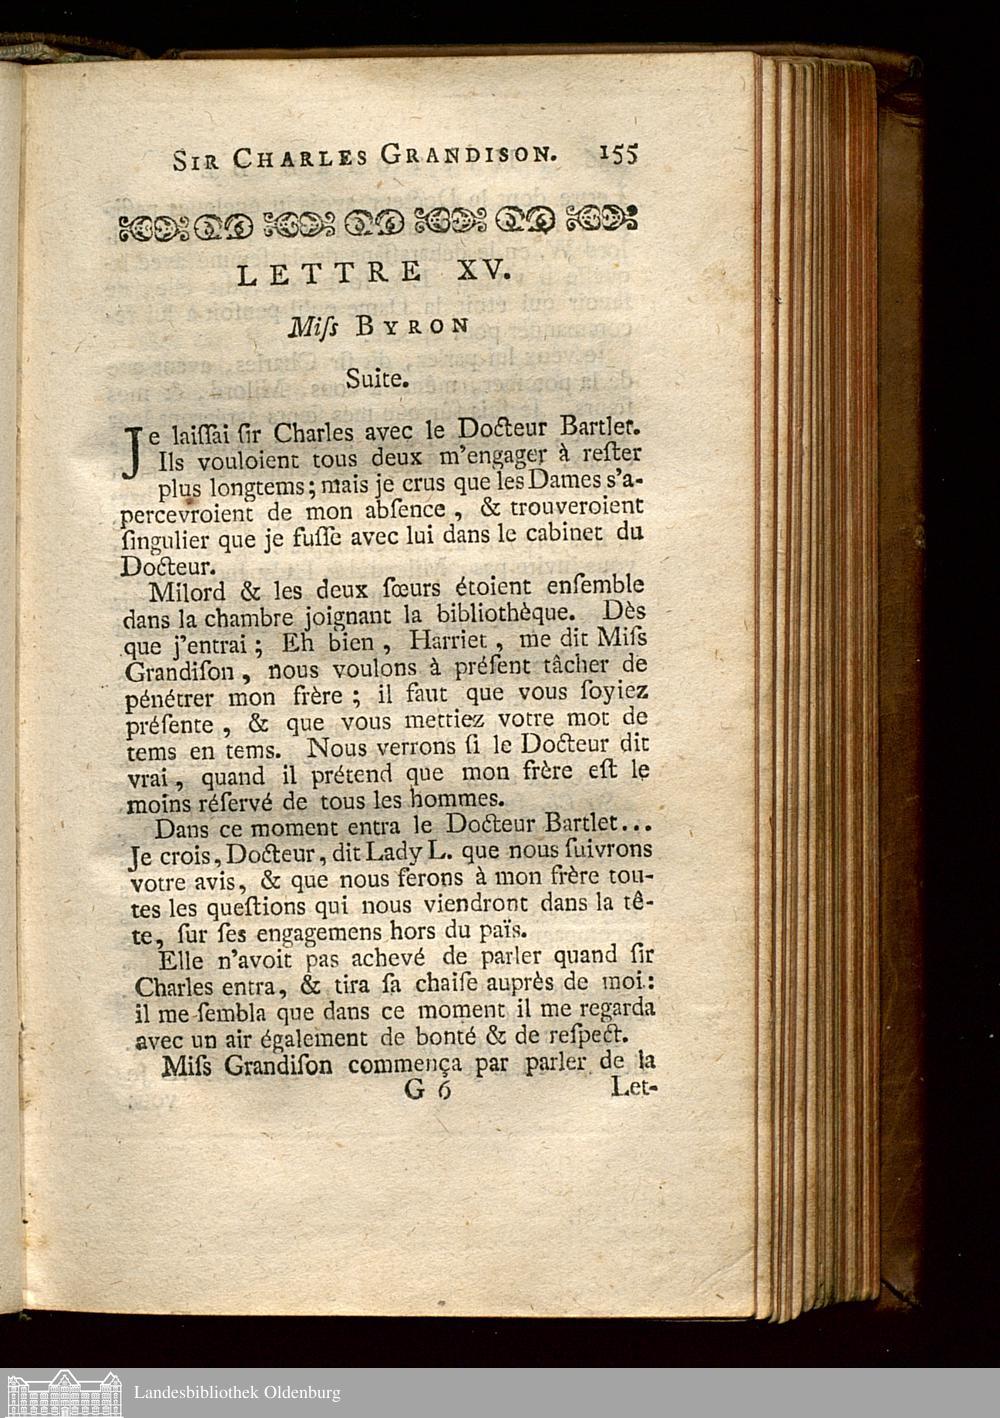 SIR CHARLES GRANDISON. 155
LETTRE XV.
Miſs BYRON
Suite.
Je laiſſai ſir Charles avec le Docteur Bartlet.
Ils vouloient tous deux m'engager à reſter
plus longtems; mais je crus que les Dames s'a-
percevroient de mon abſence, & trouveroient
ſingulier que je fuſſe avec lui dans le cabinet du
Docteur.
Milord & les deux ſœurs étoient enſemble
dans la chambre joignant la bibliothèque. Dès
que j'entrai; Eh bien, Harriet, me dit Miſs
Grandiſon, nous voulons à préſent tâcher de
pénétrer mon frère; il faut que vous ſoyiez
préſente, & que vous mettiez votre mot de
tems en tems. Nous verrons ſi le Docteur dit
vrai, quand il prétend que mon frère eſt le
moins réſervé de tous les hommes.
Dans ce moment entra le Docteur Bartlet...
Je crois, Docteur, dit Lady L. que nous ſuivrons
votre avis, & que nous ferons à mon frère tou-
tes les queſtions qui nous viendront dans la tê-
te, ſur ſes engagemens hors du païs.
Elle n'avoit pas achevé de parler quand ſir
Charles entra, & tira ſa chaiſe auprès de moi:
il me ſembla que dans ce moment il me regarda
avec un air également de bonté & de reſpect.
Miſs Grandiſon commença par parler de la
G 6 Let-
Landesbibliothek Oldenburg